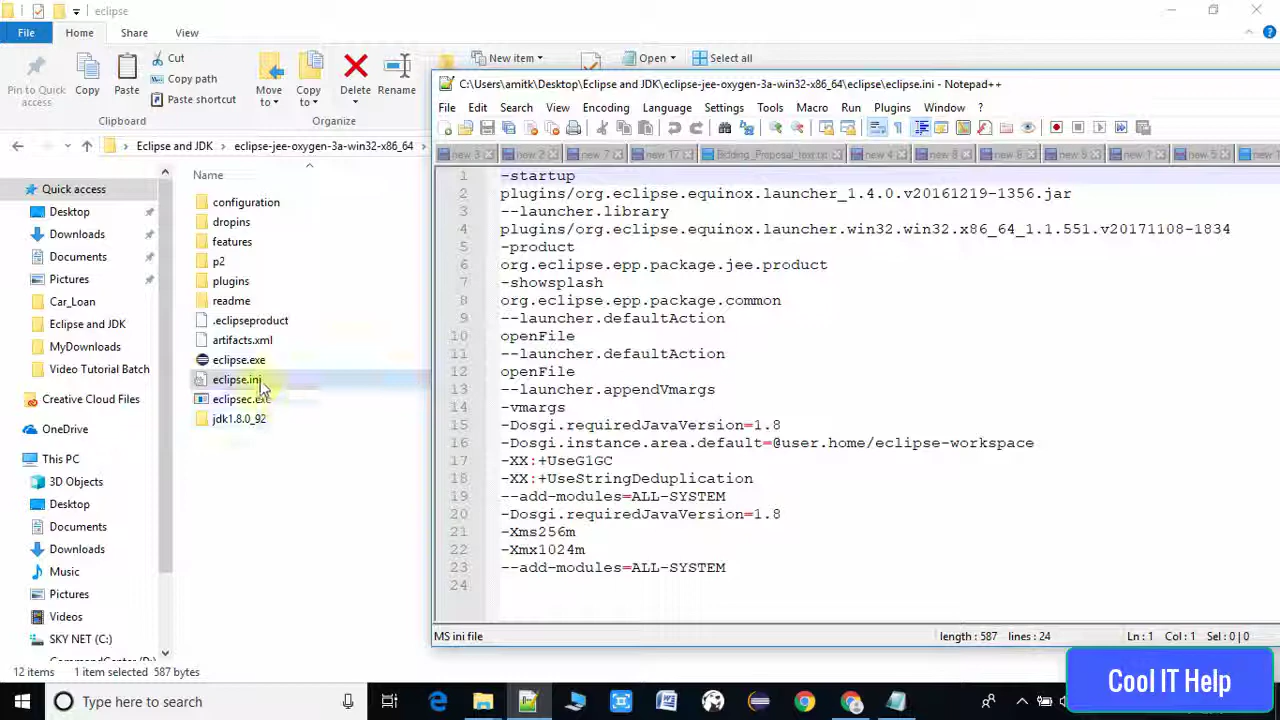 eclipse
File Home Share View
Pin to Quick access
Copy
Paste
Cut
Copy path
Paste shortcut
Clipboard
Move to
Copy to
Delete
Rename
Organize
New item
Open
Select all
Eclipse and JDK > eclipse-jee-oxygen-3a-win32-x86_64 >
Quick access
Desktop
Downloads
Documents
Pictures
Car_Loan
Eclipse and JDK
MyDownloads
Video Tutorial Batch
Creative Cloud Files
OneDrive
This PC
3D Objects
Desktop
Documents
Downloads
Music
Pictures
Videos
SKY NET (C:)
Name
configuration
dropins
features
p2
plugins
readme
.eclipseproduct
artifacts.xml
eclipse.exe
eclipse.ini
eclipsec.exe
jdk1.8.0_92
12 items 1 item selected 587 bytes
C:\Users\amitk\Desktop\Eclipse and JDK\eclipse-jee-oxygen-3a-win32-x86_64\eclipse\eclipse.ini - Notepad++
File Edit Search View Encoding Language Settings Tools Macro Run Plugins Window ?
new 3 new 2 new 7 new 17 new 4
1 -startup
2 plugins/org.eclipse.equinox.launcher_1.4.0.v20161219-1356.jar
3 --launcher.library
4 plugins/org.eclipse.equinox.launcher.win32.win32.x86_64_1.1.551.v20171108-1834
5 -product
6 org.eclipse.epp.package.jee.product
7 -showsplash
8 org.eclipse.epp.package.common
9 --launcher.defaultAction
10 openFile
11 --launcher.defaultAction
12 openFile
13 --launcher.appendVmargs
14 -vmargs
15 -Dosgi.requiredJavaVersion=1.8
16 -Dosgi.instance.area.default=@user.home/eclipse-workspace
17 -XX:+UseG1GC
18 -XX:+UseStringDeduplication
19 --add-modules=ALL-SYSTEM
20 -Dosgi.requiredJavaVersion=1.8
21 -Xms256m
22 -Xmx1024m
23 --add-modules=ALL-SYSTEM
24
MS ini file length : 587 lines : 24 Ln : 1 Col : 1 Sel : 0 | 0
Cool IT Help
Type here to search